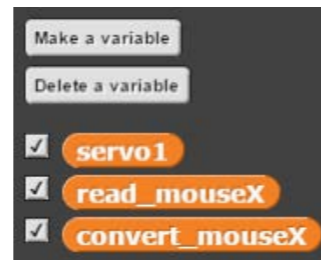 Make a variable
Delete a variable
servo1
read_mouseX
convert_mouseX